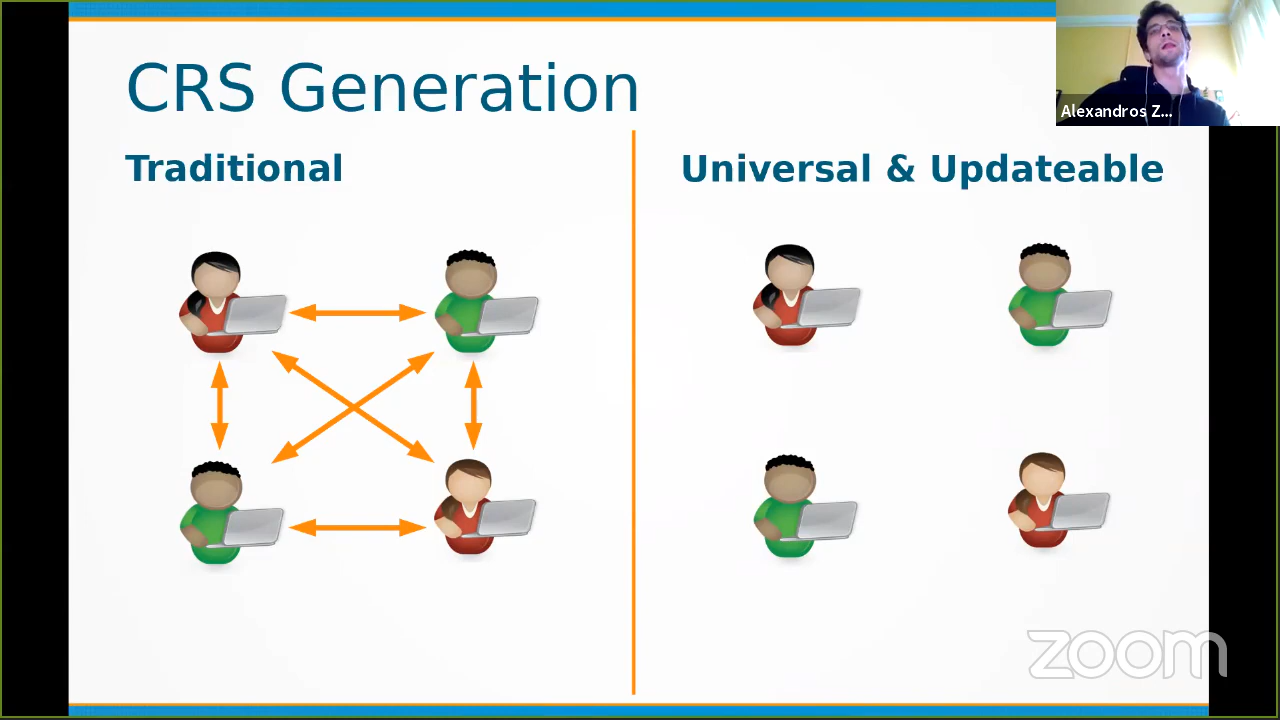 CRS Generation
Alexandros Z...
Traditional
Universal & Updateable
zoom